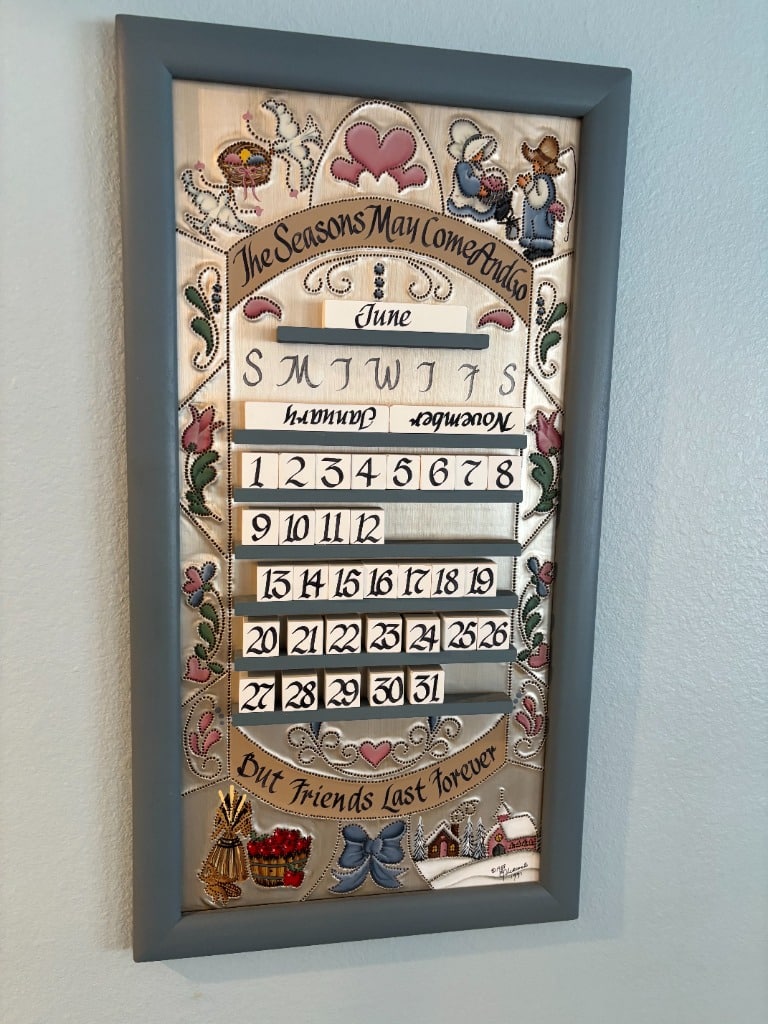 The Seasons May Come And Go
June
S M T W T F S
January November
1 2 3 4 5 6 7 8
9 10 11 12
13 14 15 16 17 18 19
20 21 22 23 24 25 26
27 28 29 30 31
But Friends Last Forever